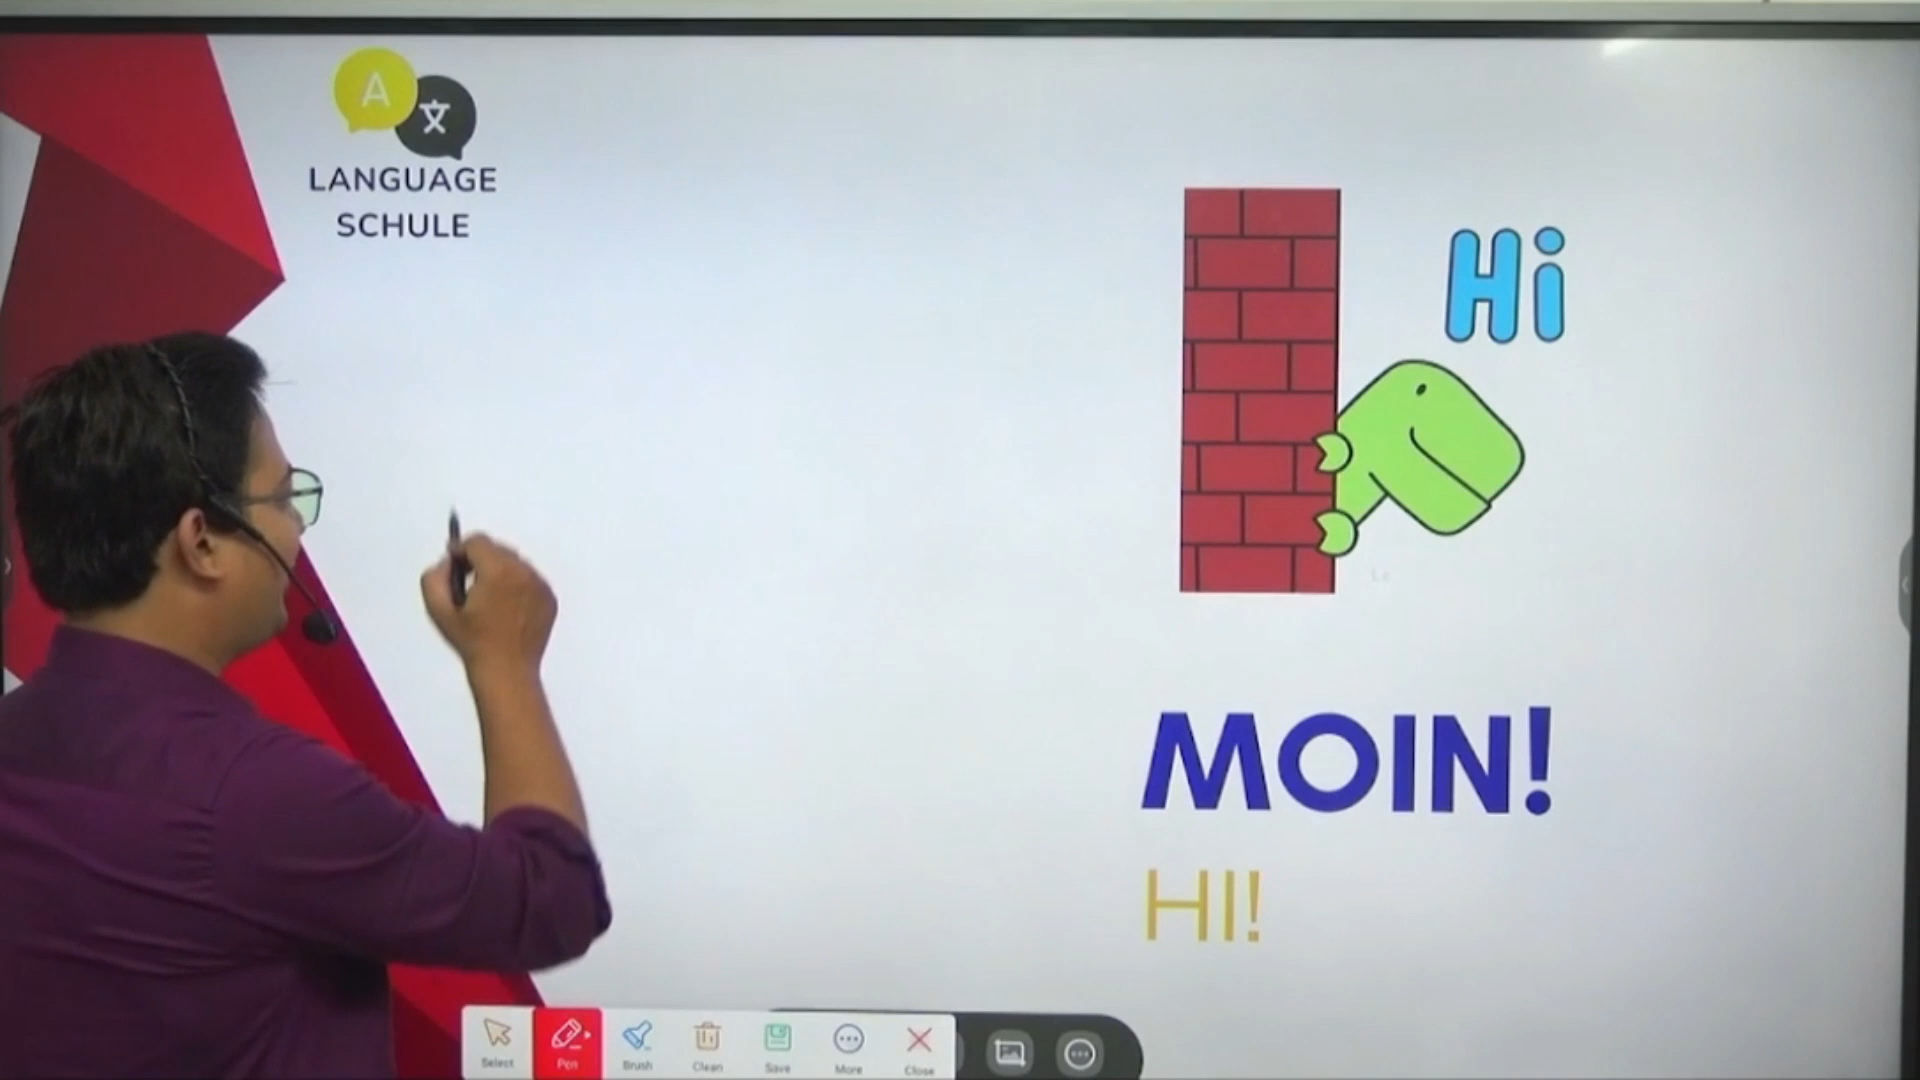 A
文
LANGUAGE
SCHULE
Hi
MOIN!
HI!
Select
Pen
Brush
Clean
Save
More
Close